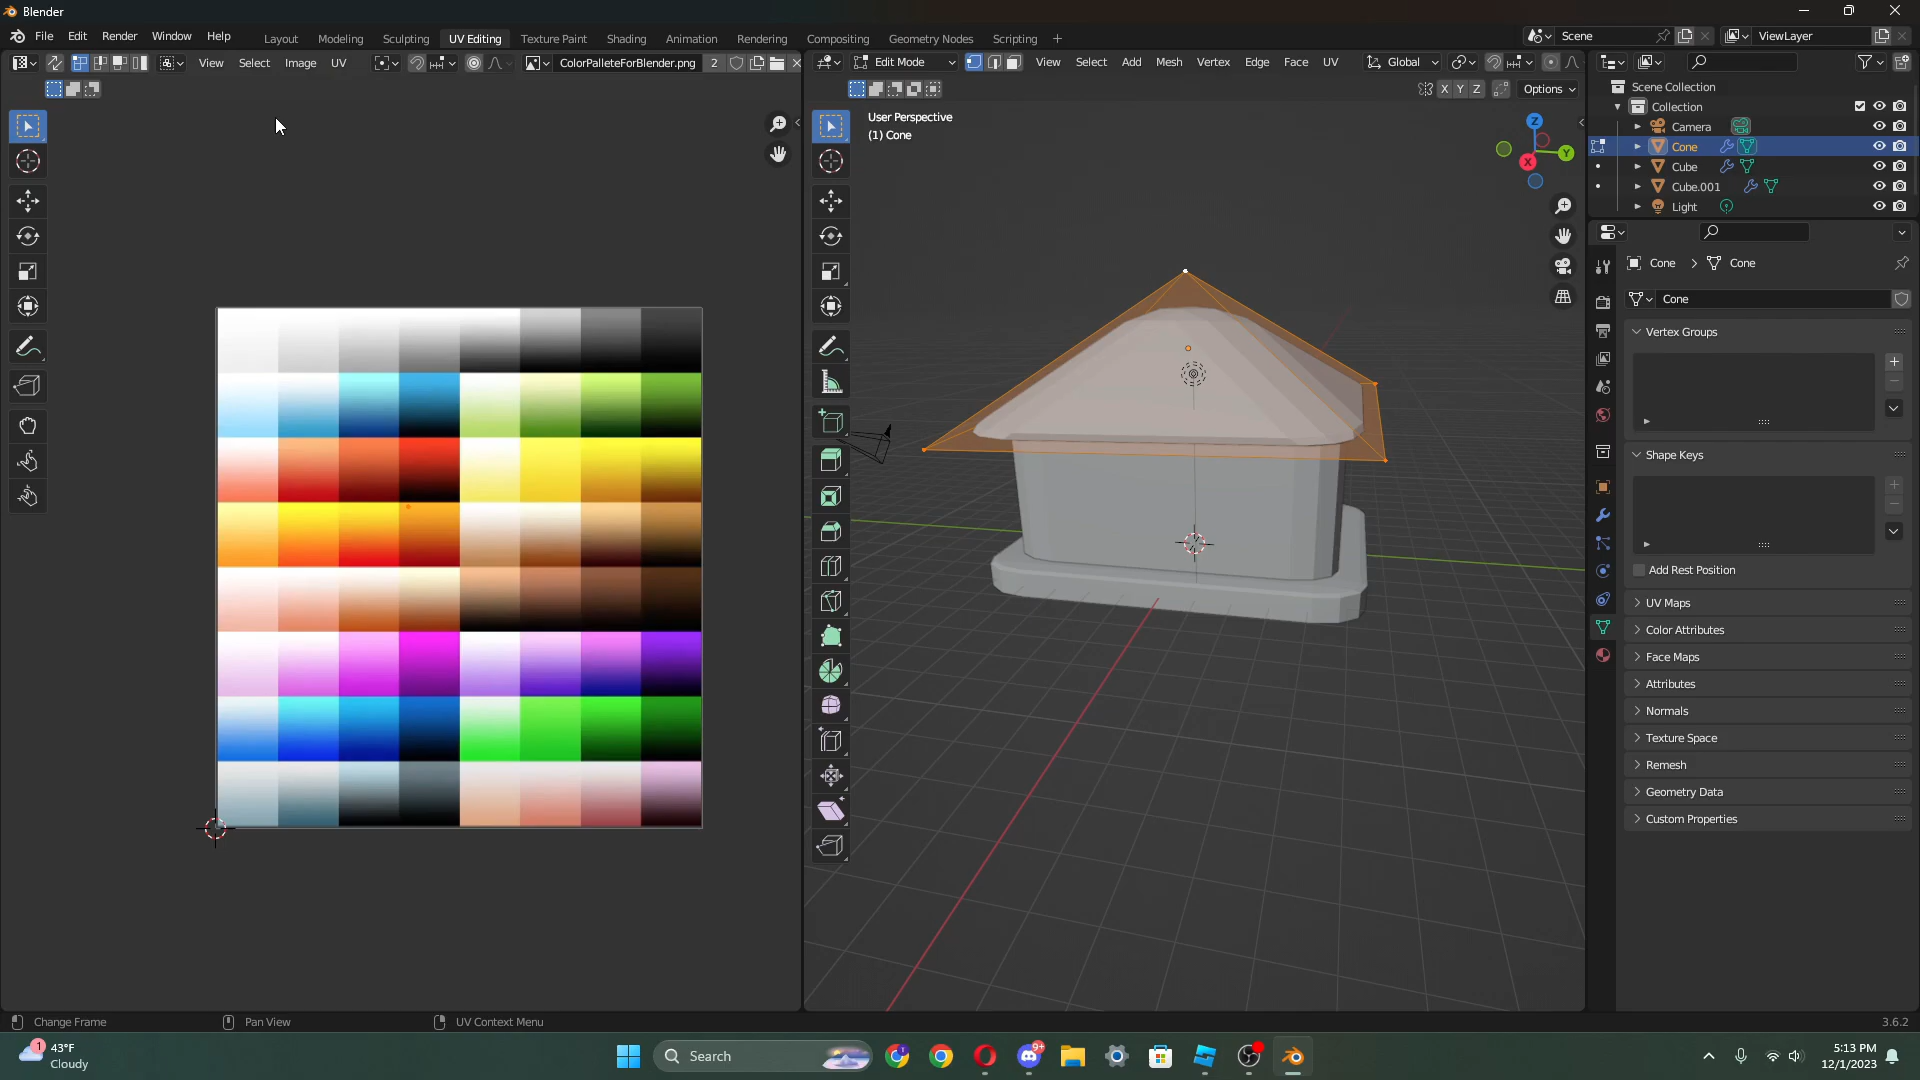 Blender
File Edit Render Window Help
Layout Modeling Sculpting UV Editing Texture Paint Shading Animation Rendering Compositing Geometry Nodes Scripting +
Scene
ViewLayer
View Select Image UV
ColorPalleteForBlender.png 2
Edit Mode
View Select Add Mesh Vertex Edge Face UV
Global
X Y Z
Options
User Perspective
(1) Cone
Z
Y
X
Scene Collection
Collection
Camera
Cone
Cube
Cube.001
Light
Cone > Cone
Cone
Vertex Groups
Shape Keys
Add Rest Position
UV Maps
Color Attributes
Face Maps
Attributes
Normals
Texture Space
Remesh
Geometry Data
Custom Properties
Change Frame
Pan View
UV Context Menu
3.6.2
1
43°F
Cloudy
Search
9+
5:13 PM
12/1/2023